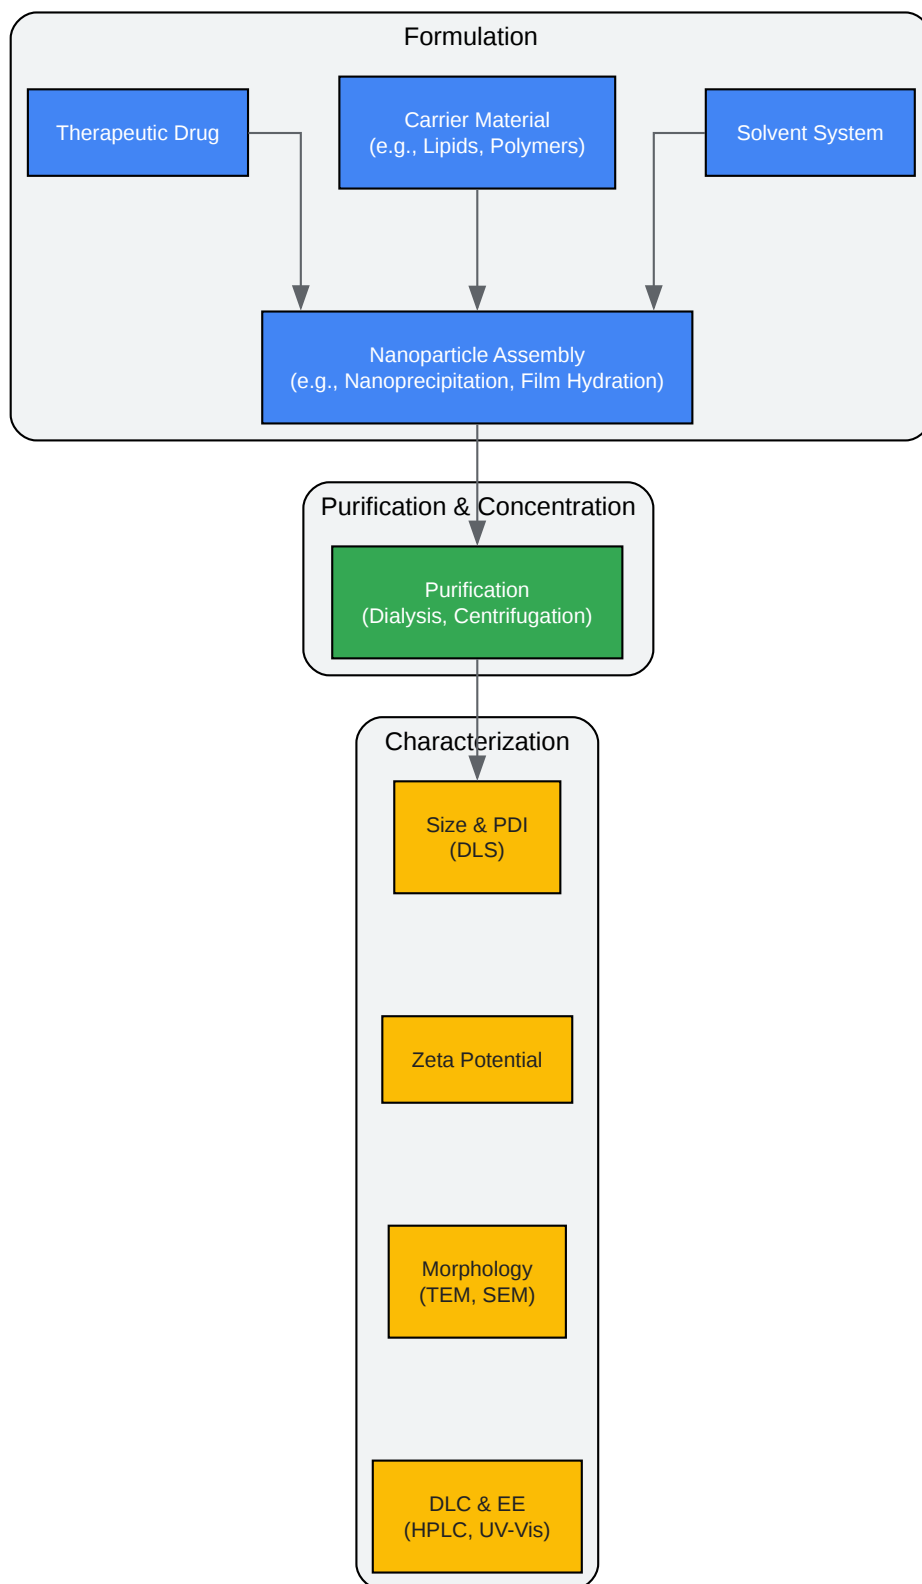 Formulation
Therapeutic Drug
Carrier Material
(e.g., Lipids, Polymers)
Solvent System
Nanoparticle Assembly
(e.g., Nanoprecipitation, Film Hydration)
Purification & Concentration
Purification
(Dialysis, Centrifugation)
Characterization
Size & PDI
(DLS)
Zeta Potential
Morphology
(TEM, SEM)
DLC & EE
(HPLC, UV-Vis)